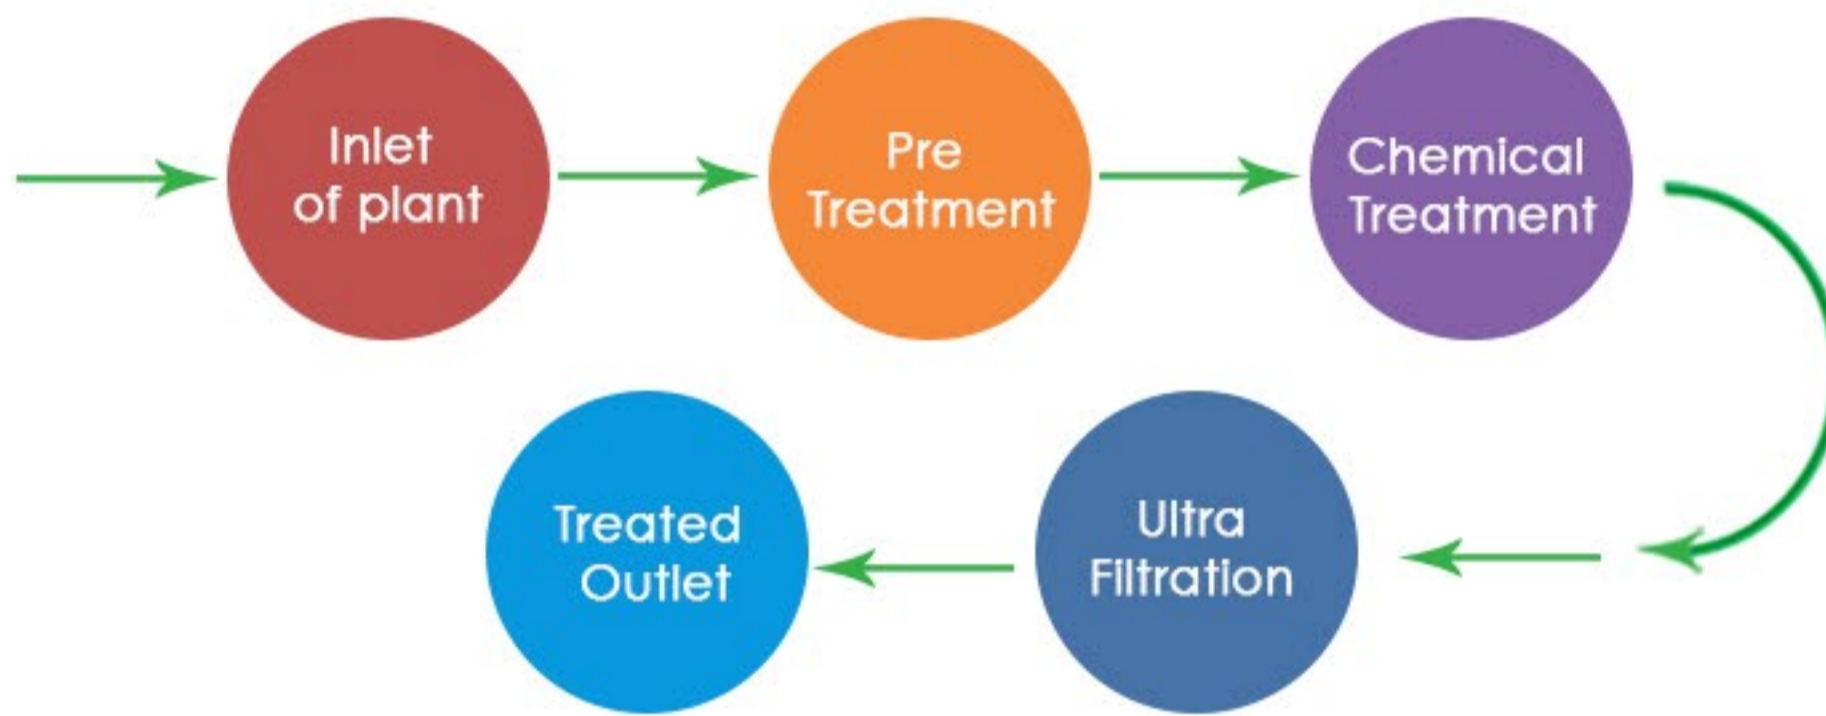 Inlet
of plant
Pre
Treatment
Chemical
Treatment
Ultra
Filtration
Treated
Outlet